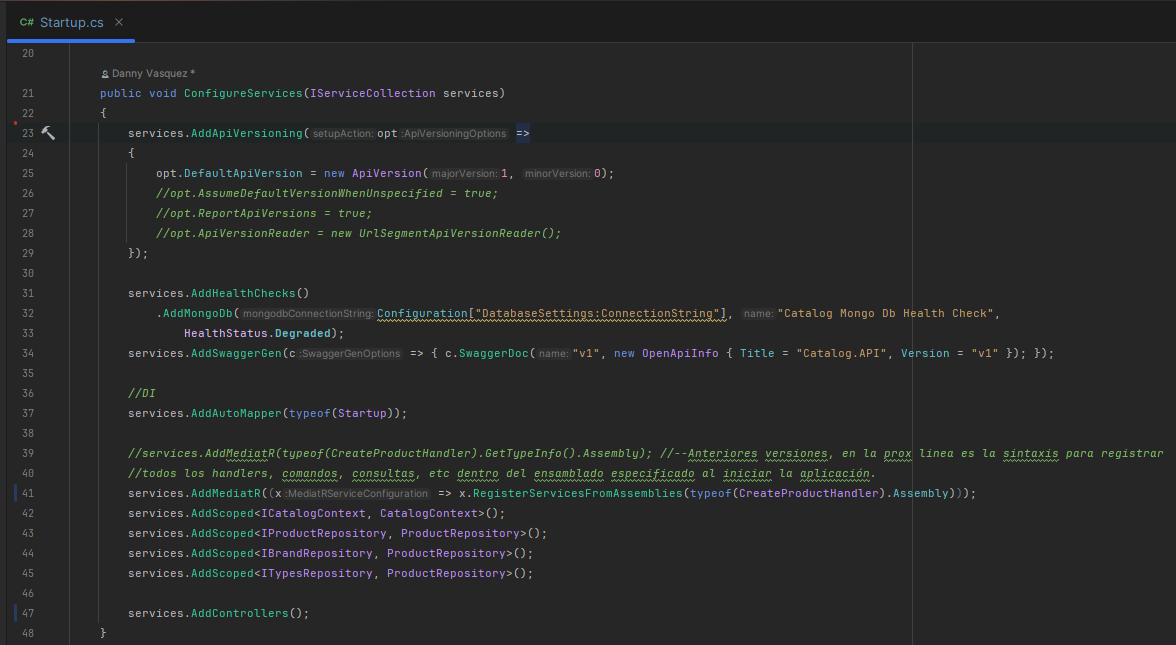 C# Startup.cs ×
20
Danny Vasquez *
21 public void ConfigureServices(IServiceCollection services)
22 {
23 services.AddApiVersioning( setupAction: opt :ApiVersioningOptions =>
24 {
25 opt.DefaultApiVersion = new ApiVersion( majorVersion: 1, minorVersion: 0);
26 //opt.AssumeDefaultVersionWhenUnspecified = true;
27 //opt.ReportApiVersions = true;
28 //opt.ApiVersionReader = new UrlSegmentApiVersionReader();
29 });
30
31 services.AddHealthChecks()
32 .AddMongoDb( mongodbConnectionString: Configuration["DatabaseSettings:ConnectionString"], name: "Catalog Mongo Db Health Check",
33 HealthStatus.Degraded);
34 services.AddSwaggerGen(c :SwaggerGenOptions => { c.SwaggerDoc( name: "v1", new OpenApiInfo { Title = "Catalog.API", Version = "v1" }); });
35
36 //DI
37 services.AddAutoMapper(typeof(Startup));
38
39 //services.AddMediatR(typeof(CreateProductHandler).GetTypeInfo().Assembly); //--Anteriores versiones, en la prox linea es la sintaxis para registrar
40 //todos los handlers, comandos, consultas, etc dentro del ensamblado especificado al iniciar la aplicación.
41 services.AddMediatR((x :MediatRServiceConfiguration => x.RegisterServicesFromAssemblies(typeof(CreateProductHandler).Assembly)));
42 services.AddScoped<ICatalogContext, CatalogContext>();
43 services.AddScoped<IProductRepository, ProductRepository>();
44 services.AddScoped<IBrandRepository, ProductRepository>();
45 services.AddScoped<ITypesRepository, ProductRepository>();
46
47 services.AddControllers();
48 }